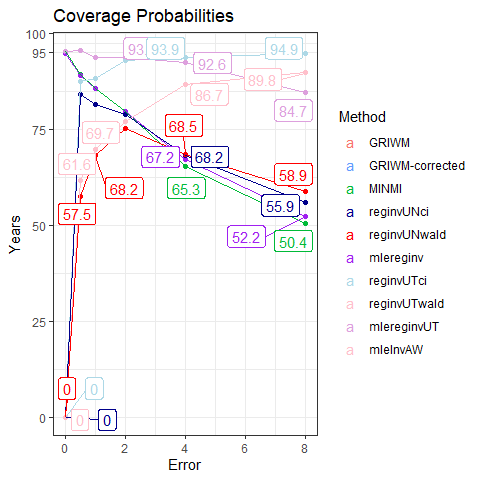 Coverage Probabilities
100
95
75
50
25
0
Years
93
93.9
94.9
92.6
89.8
86.7
84.7
69.7
68.5
61.6
67.2
68.2
68.2
65.3
58.9
57.5
55.9
52.2
50.4
0
0
0
0
0
2
4
6
8
Error
Method
a GRIWM
a GRIWM-corrected
a MINMI
a reginvUNci
a reginvUNwald
a mlereginv
a reginvUTci
a reginvUTwald
a mlereginvUT
a mleInvAW